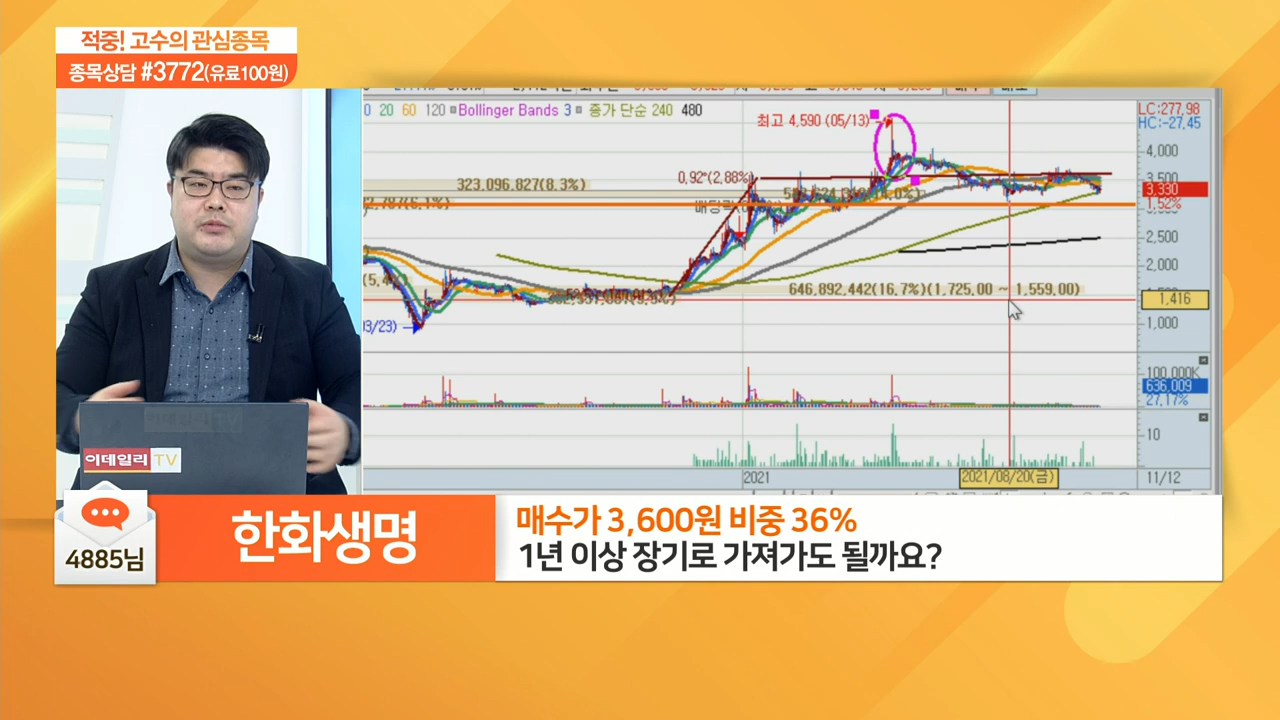 적중! 고수의 관심종목
종목상담 #3772(유료100원)
0 20 60 120 Bollinger Bands 3 종가 단순 240 480
LC:277,98
HC:-27,45
최고 4,590 (05/13)
4,000
323,096,827(8.3%)
0,92*(2,88%)
3,500
3,330
1,52%
2,500
2,000
646,892,442(16.7%)(1,725,00 ~ 1,559,00)
1,416
03/23)
1,000
100,000K
636,009
27,17%
10
2021
2021/08/20(금)
11/12
이데일리 TV
4885님
한화생명
매수가 3,600원 비중 36%
1년 이상 장기로 가져가도 될까요?